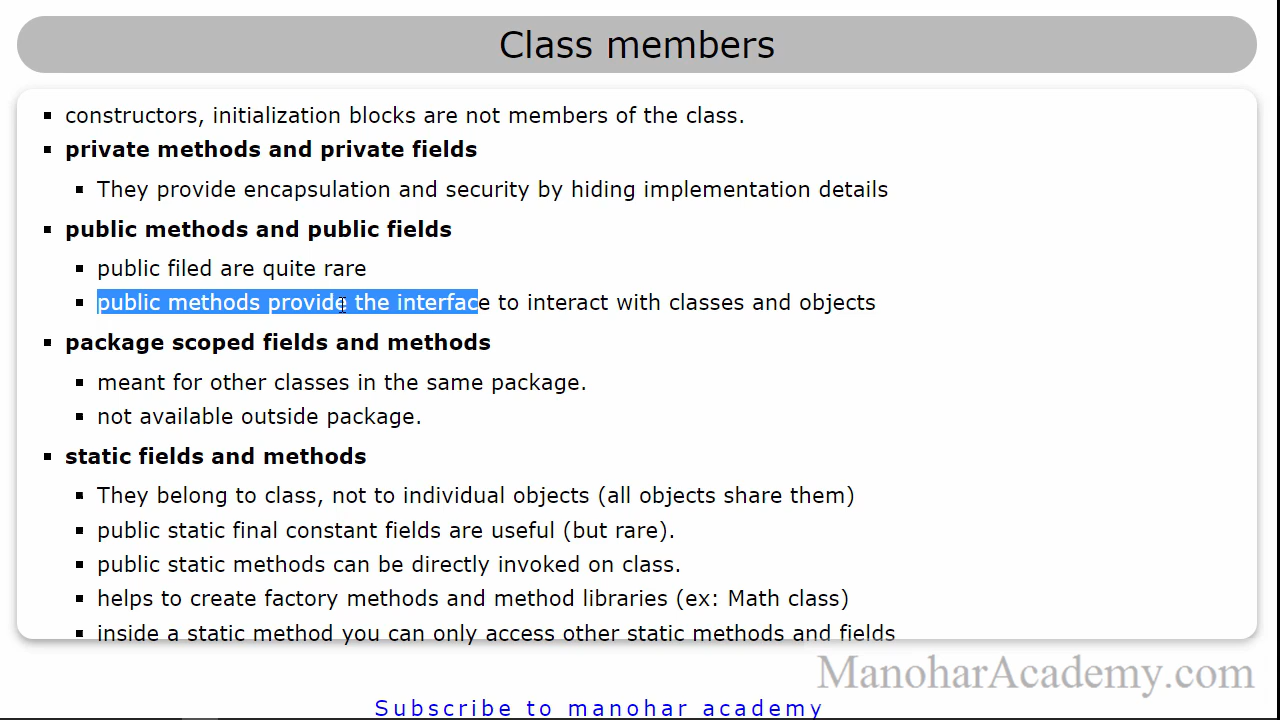 Class members
constructors, initialization blocks are not members of the class.
private methods and private fields
They provide encapsulation and security by hiding implementation details
public methods and public fields
public filed are quite rare
public methods provide the interface to interact with classes and objects
package scoped fields and methods
meant for other classes in the same package.
not available outside package.
static fields and methods
They belong to class, not to individual objects (all objects share them)
public static final constant fields are useful (but rare).
public static methods can be directly invoked on class.
helps to create factory methods and method libraries (ex: Math class)
inside a static method you can only access other static methods and fields
ManoharAcademy.com
Subscribe to manohar academy